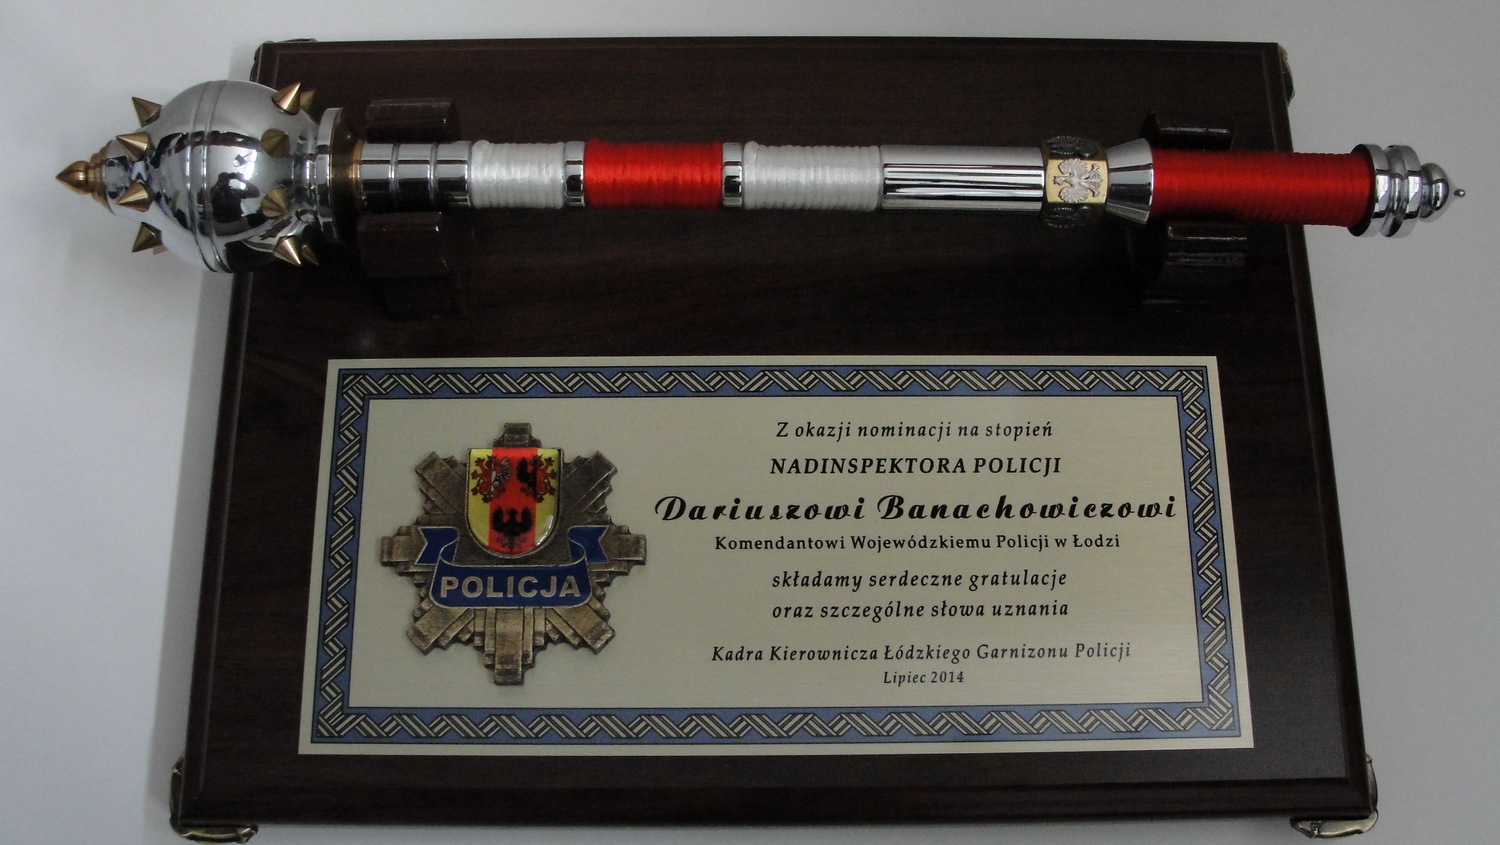 POLICJA
Z okazji nominacji na stopień
NADINSPEKTORA POLICJI
Dariuszowi Banachowiczowi
Komendantowi Wojewódzkiemu Policji w Łodzi
składamy serdeczne gratulacje
oraz szczególne słowa uznania
Kadra Kierownicza Łódzkiego Garnizonu Policji
Lipiec 2014